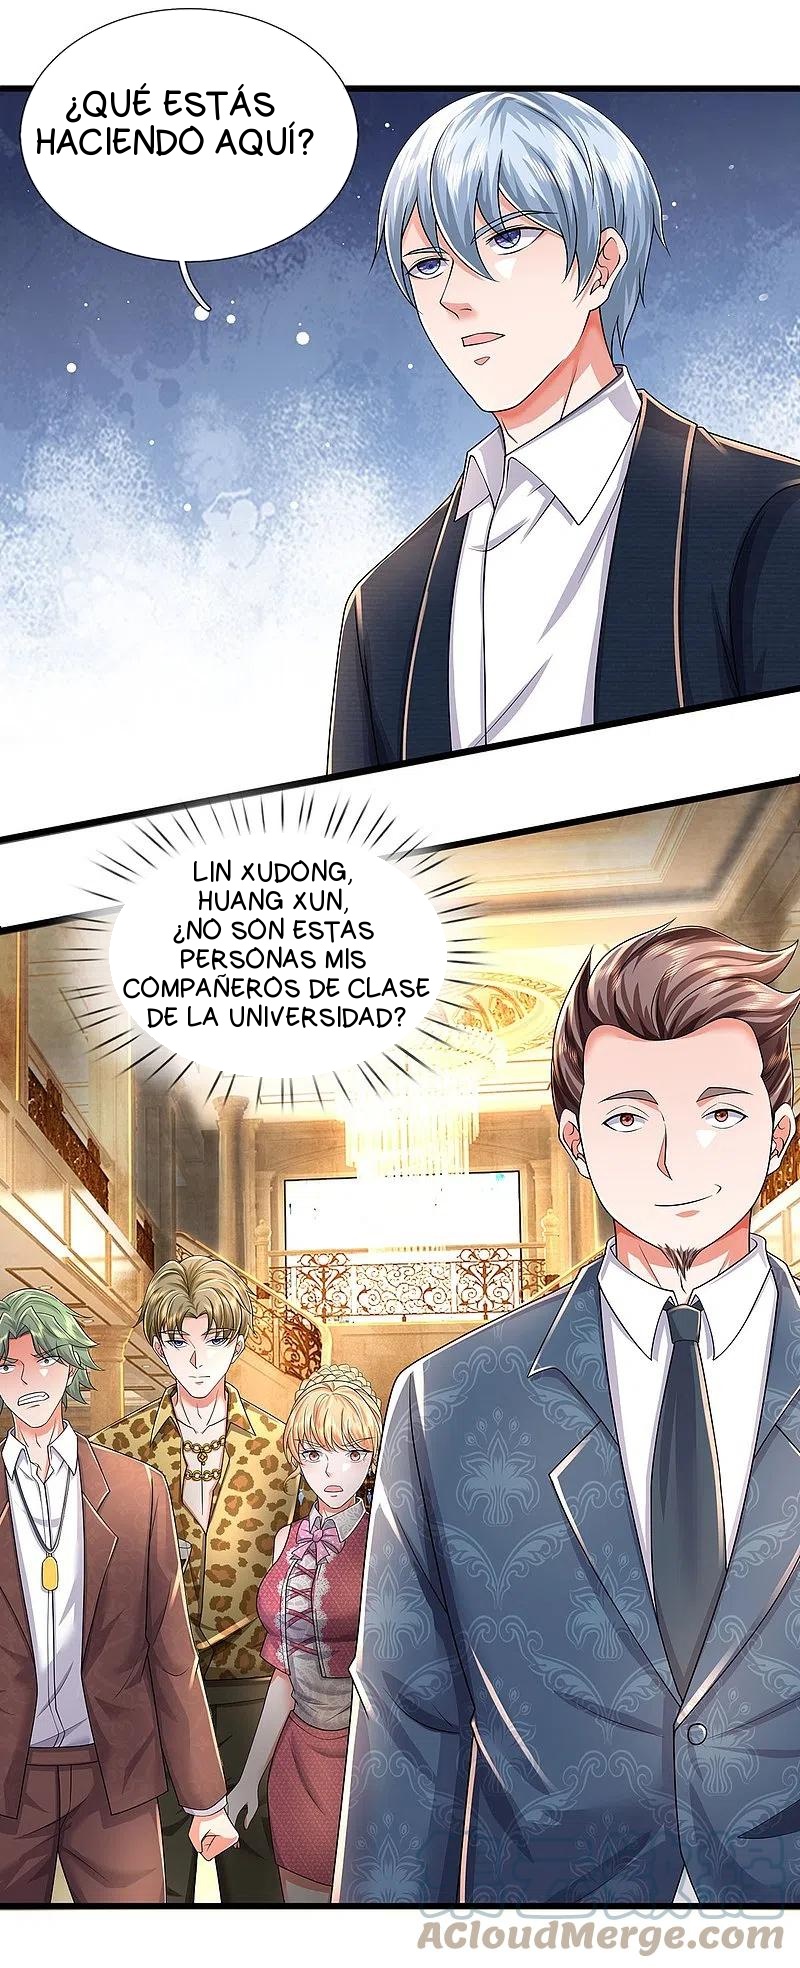 ¿QUÉ ESTÁS
HACIENDO AQUÍ?
LIN XUDONG,
HUANG XUN,
¿NO SON ESTAS
PERSONAS MIS
COMPAÑEROS DE CLASE
DE LA UNIVERSIDAD?
ACloudMerge.com